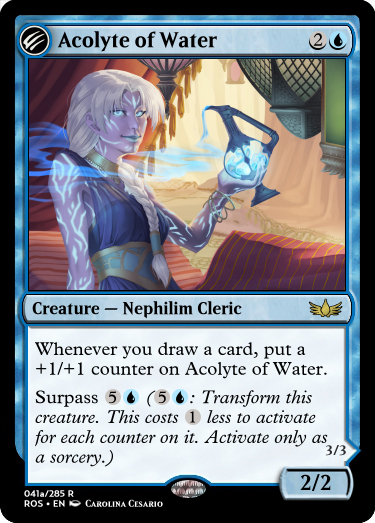 Acolyte of Water 2
Creature — Nephilim Cleric
Whenever you draw a card, put a
+1/+1 counter on Acolyte of Water.
Surpass 5 (5 : Transform this
creature. This costs 1 less to activate
for each counter on it. Activate only as
a sorcery.)
3/3
2/2
041a/285 R
ROS • EN Carolina Cesario